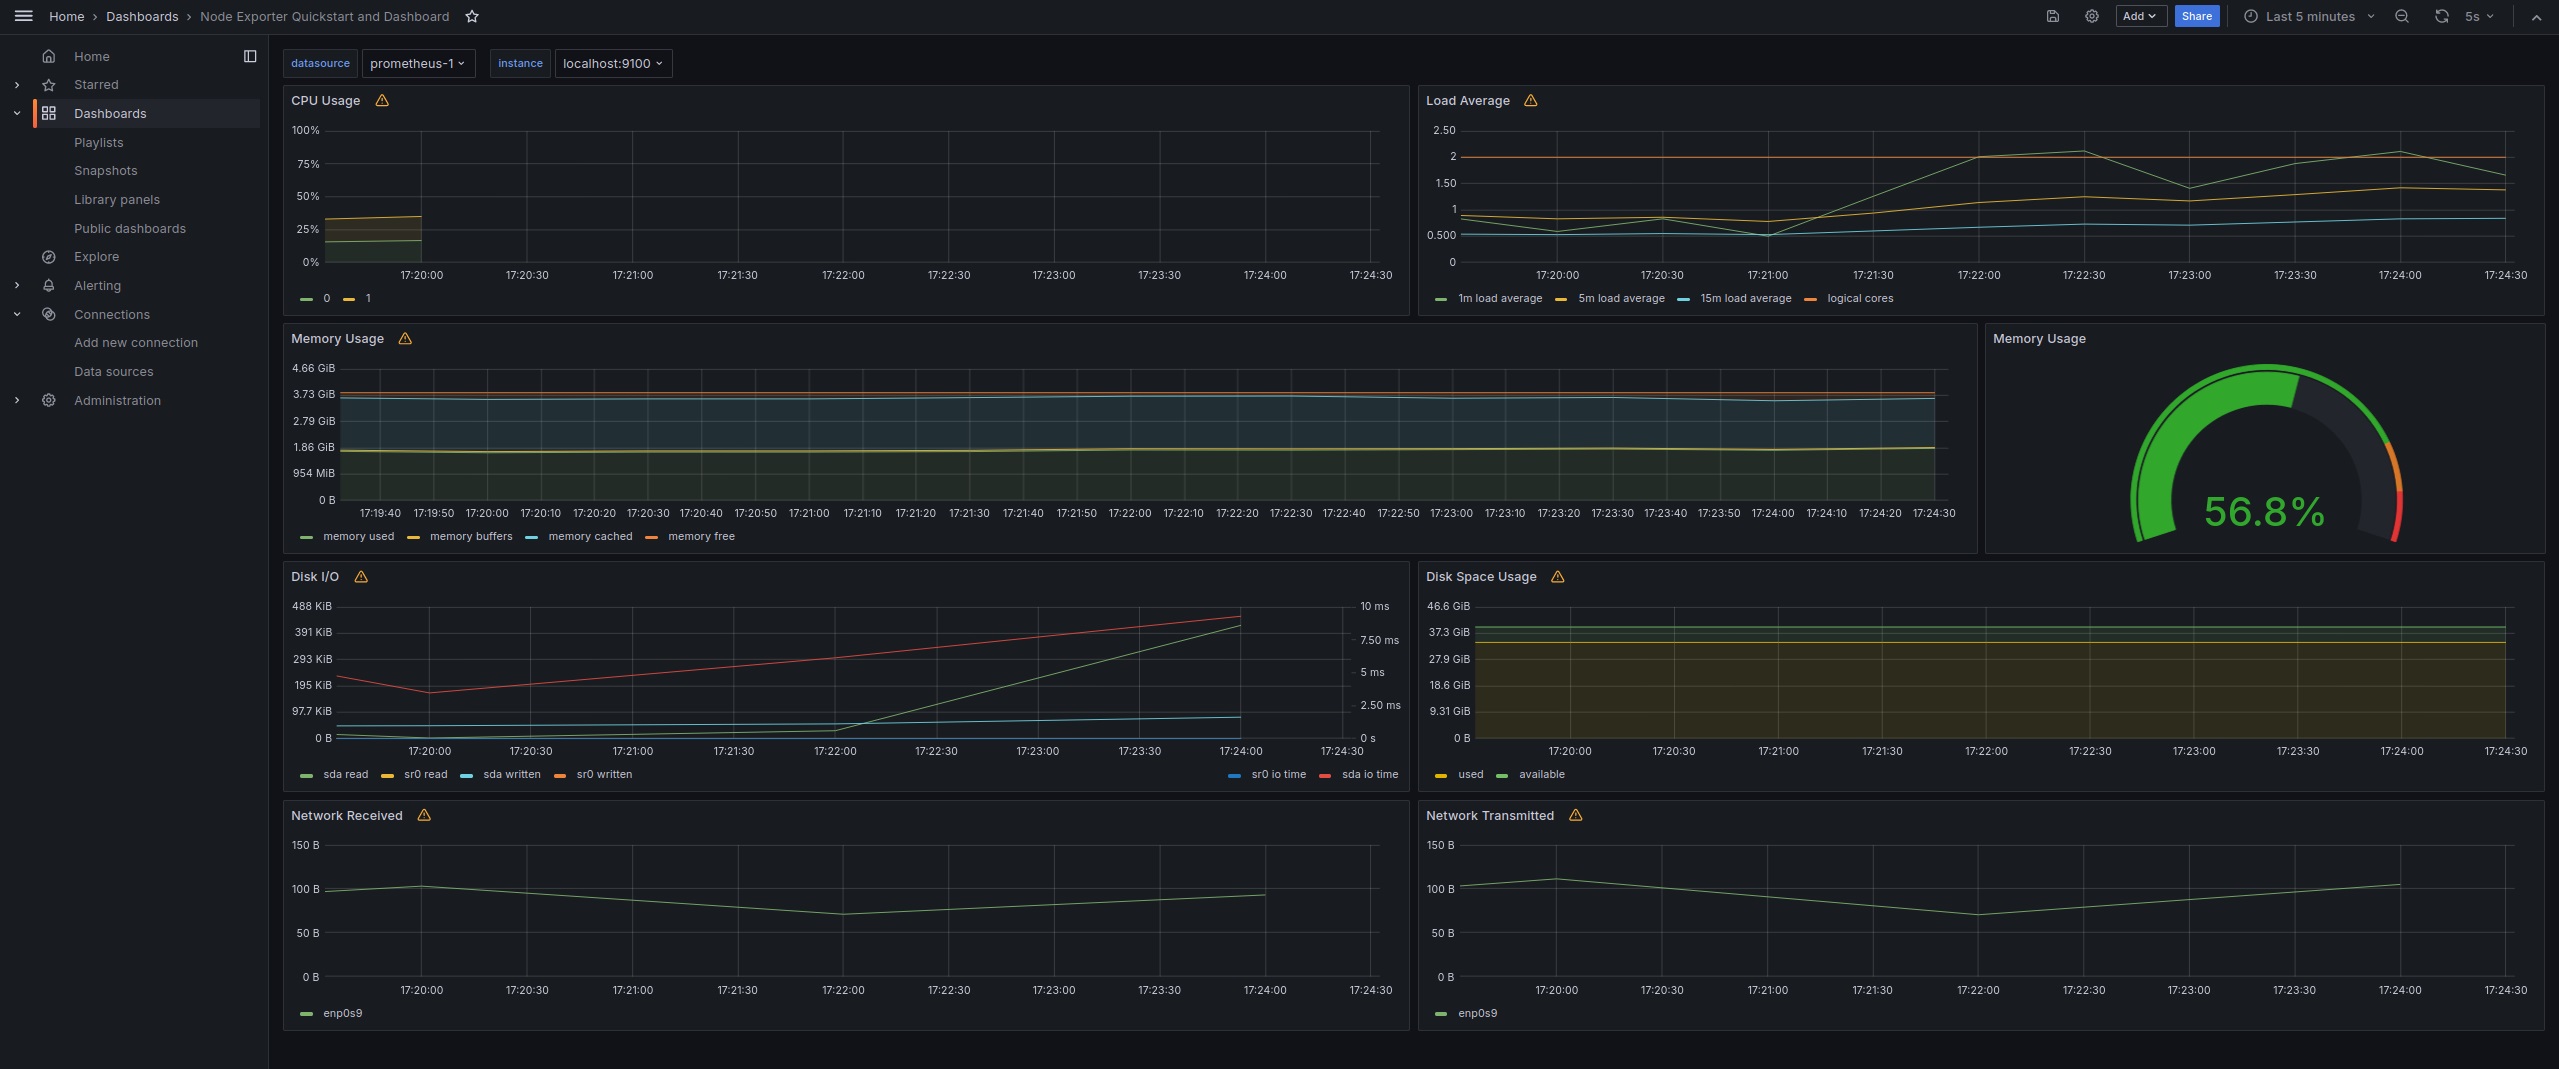 Home › Dashboards › Node Exporter Quickstart and Dashboard
Add
Share
Last 5 minutes
5s
Home
Starred
Dashboards
Playlists
Snapshots
Library panels
Public dashboards
Explore
Alerting
Connections
Add new connection
Data sources
Administration
datasource prometheus-1 instance localhost:9100
CPU Usage
100%
75%
50%
25%
0%
17:20:00 17:20:30 17:21:00 17:21:30 17:22:00 17:22:30 17:23:00 17:23:30 17:24:00 17:24:30
0 1
Load Average
2.50
2
1.50
1
0.500
0
17:20:00 17:20:30 17:21:00 17:21:30 17:22:00 17:22:30 17:23:00 17:23:30 17:24:00 17:24:30
1m load average 5m load average 15m load average logical cores
Memory Usage
4.66 GiB
3.73 GiB
2.79 GiB
1.86 GiB
954 MiB
0 B
17:19:40 17:19:50 17:20:00 17:20:10 17:20:20 17:20:30 17:20:40 17:20:50 17:21:00 17:21:10 17:21:20 17:21:30 17:21:40 17:21:50 17:22:00 17:22:10 17:22:20 17:22:30 17:22:40 17:22:50 17:23:00 17:23:10 17:23:20 17:23:30 17:23:40 17:23:50 17:24:00 17:24:10 17:24:20 17:24:30
memory used memory buffers memory cached memory free
Memory Usage
56.8%
Disk I/O
488 KiB
391 KiB
293 KiB
195 KiB
97.7 KiB
0 B
10 ms
7.50 ms
5 ms
2.50 ms
0 s
17:20:00 17:20:30 17:21:00 17:21:30 17:22:00 17:22:30 17:23:00 17:23:30 17:24:00 17:24:30
sda read sr0 read sda written sr0 written sr0 io time sda io time
Disk Space Usage
46.6 GiB
37.3 GiB
27.9 GiB
18.6 GiB
9.31 GiB
0 B
17:20:00 17:20:30 17:21:00 17:21:30 17:22:00 17:22:30 17:23:00 17:23:30 17:24:00 17:24:30
used available
Network Received
150 B
100 B
50 B
0 B
17:20:00 17:20:30 17:21:00 17:21:30 17:22:00 17:22:30 17:23:00 17:23:30 17:24:00 17:24:30
enp0s9
Network Transmitted
150 B
100 B
50 B
0 B
17:20:00 17:20:30 17:21:00 17:21:30 17:22:00 17:22:30 17:23:00 17:23:30 17:24:00 17:24:30
enp0s9